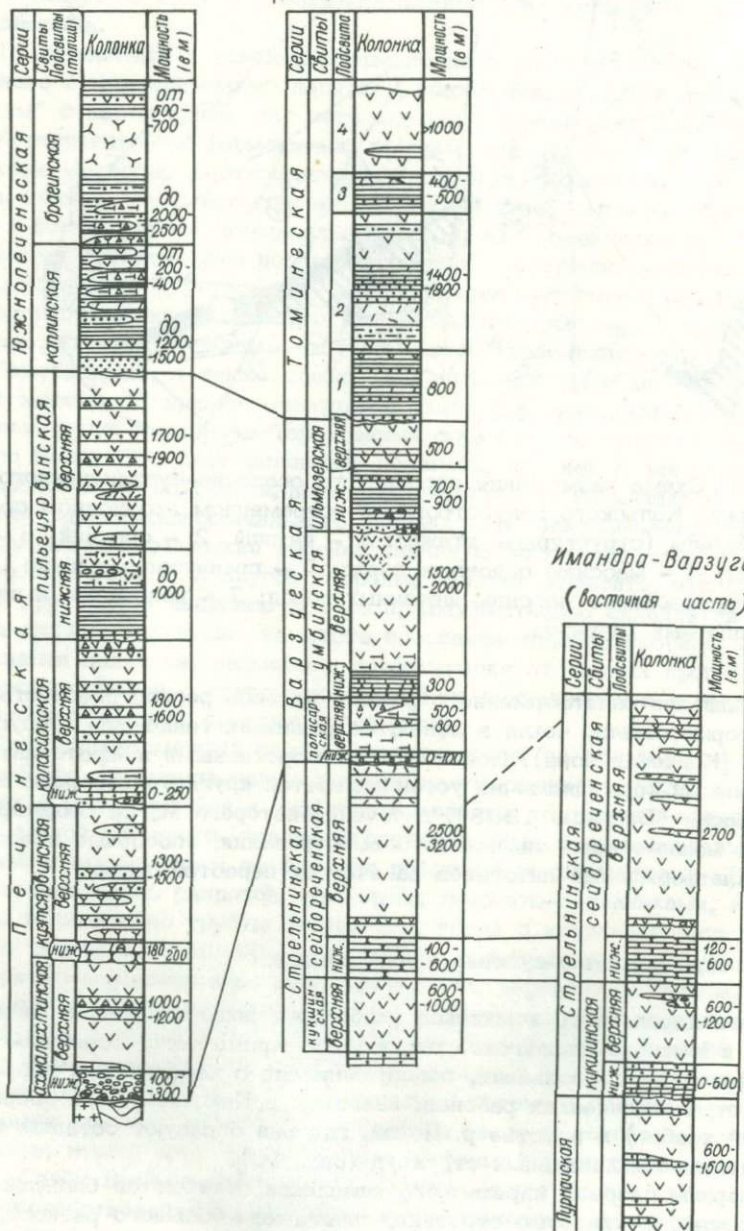 Серии
Свиты
Подсвиты
(толщи)
Колонка
Мощность
(в м)
Южнопеченгская
брагинская
от
500-
-700
до
2000
-2500
каплинская
от
200-
-400
до
1200
-1500
Печенгская
пильгуярвинская
верхняя
1700-
-1900
нижняя
до
1000
колосйокская
верхняя
1300-
1600
ниж
0-250
куэтсярвинская
верхняя
1300-
-1500
ниж
180-
-200
ахмалахтинская
верхняя
1000-
-1200
ниж
100-
-300
Серии
Свиты
Подсвита
Колонка
Мощность
(в м)
Томингская
4
~1000
3
400-
-500
2
1400-
-1800
1
800
Варзугская
ильмозерская
верхняя
500
ниж.
700-
-900
умбинская
верхняя
1500-
-2000
ниж
300
полисарская
верхняя
500-
-800
ниж
0-100
Стрельнинская
сейдореченская
верхняя
2500-
-3200
ниж.
100-
-600
кукшинская
верхняя
600-
-1000
Имандра-Варзуга
(восточная часть)
Серии
Свиты
Подсвиты
Колонка
Мощность
(в м)
Стрельнинская
сейдореченская
верхняя
2700
ниж.
120-
-600
кукшинская
верхняя
600-
-1200
ниж.
0-600
Пурначская
600-
-1500